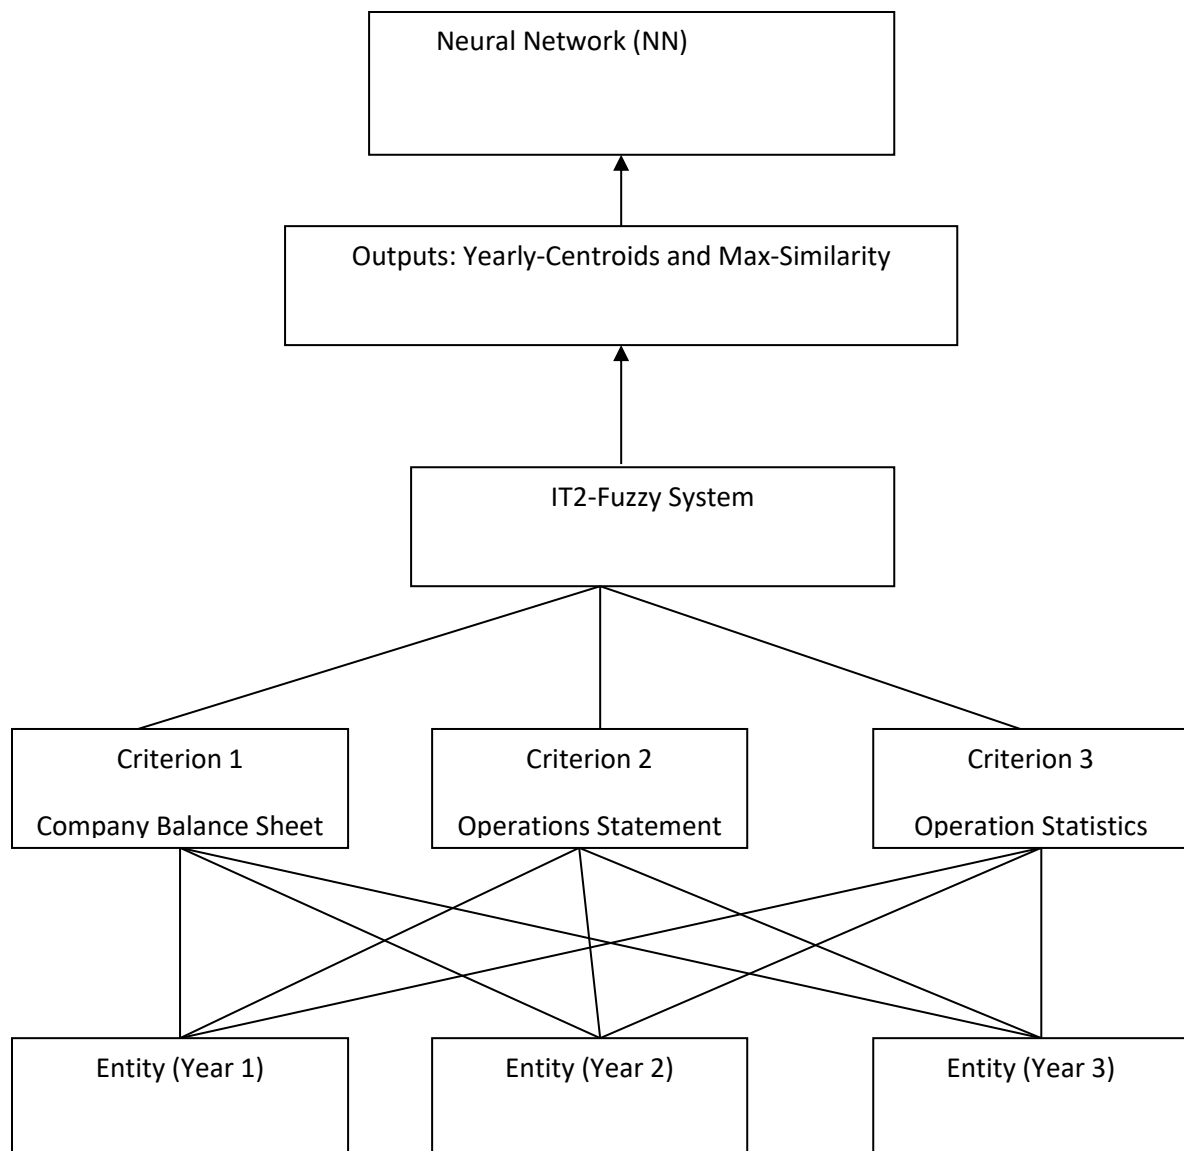 Neural Network (NN)
Outputs: Yearly-Centroids and Max-Similarity
IT2-Fuzzy System
Criterion 1
Company Balance Sheet
Criterion 2
Operations Statement
Criterion 3
Operation Statistics
Entity (Year 1)
Entity (Year 2)
Entity (Year 3)